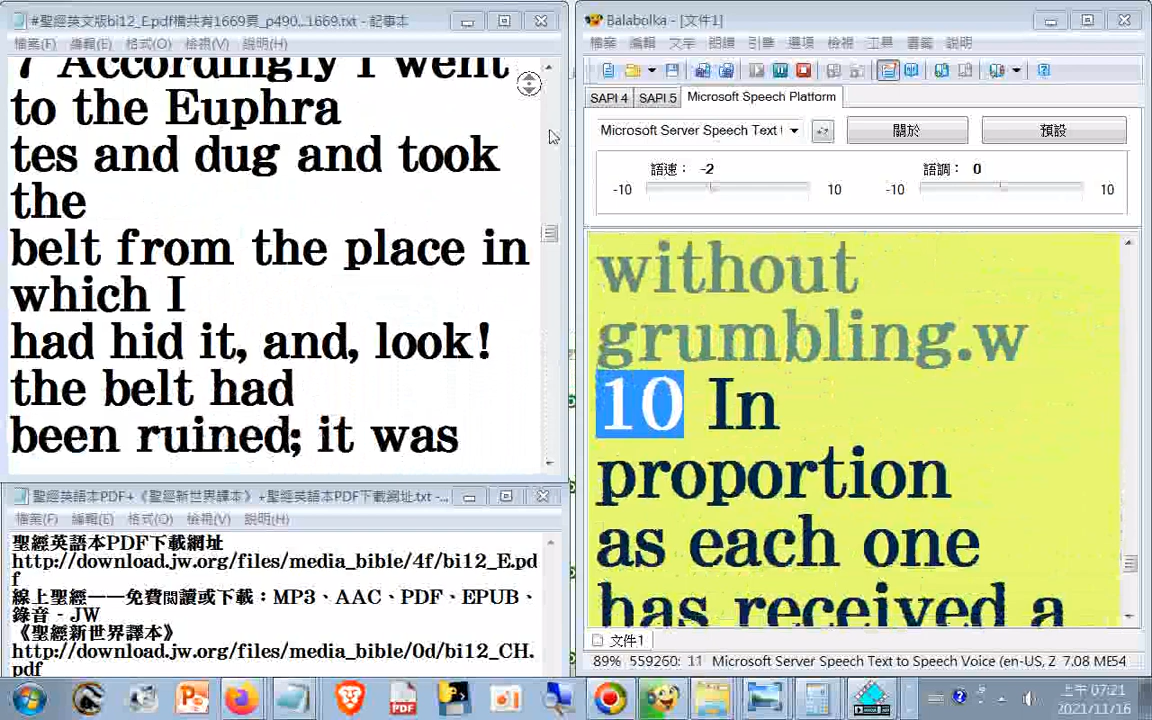 #聖經英文版bi12_E.pdf檔共有1669頁_p490...1669.txt - 記事本
檔案(F) 編輯(E) 格式(O) 檢視(V) 說明(H)
7 Accordingly I went
to the Euphra
tes and dug and took
the
belt from the place in
which I
had hid it, and, look!
the belt had
been ruined; it was
聖經英語本PDF+《聖經新世界譯本》+聖經英語本PDF下載網址.txt - ...
檔案(F) 編輯(E) 格式(O) 檢視(V) 說明(H)
聖經英語本PDF下載網址
http://download.jw.org/files/media_bible/4f/bi12_E.pd
f
線上聖經——免費閱讀或下載：MP3、AAC、PDF、EPUB、
錄音 - JW
《聖經新世界譯本》
http://download.jw.org/files/media_bible/0d/bi12_CH.
pdf
Balabolka - [文件1]
檔案 編輯 文字 朗讀 引擎 選項 檢視 工具 書籤 說明
SAPI 4 SAPI 5 Microsoft Speech Platform
Microsoft Server Speech Text 關於 預設
語速： -2 語調： 0
-10 10 -10 10
without
grumbling.w
10 In
proportion
as each one
has received a
文件1
89% 559260: 11 Microsoft Server Speech Text to Speech Voice (en-US, Z 7.08 ME54
上午 07:21
2021/11/16